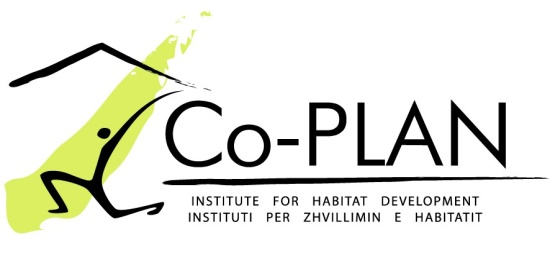 Co-PLAN
INSTITUTE FOR HABITAT DEVELOPMENT
INSTITUTI PER ZHVILLIMIN E HABITATIT